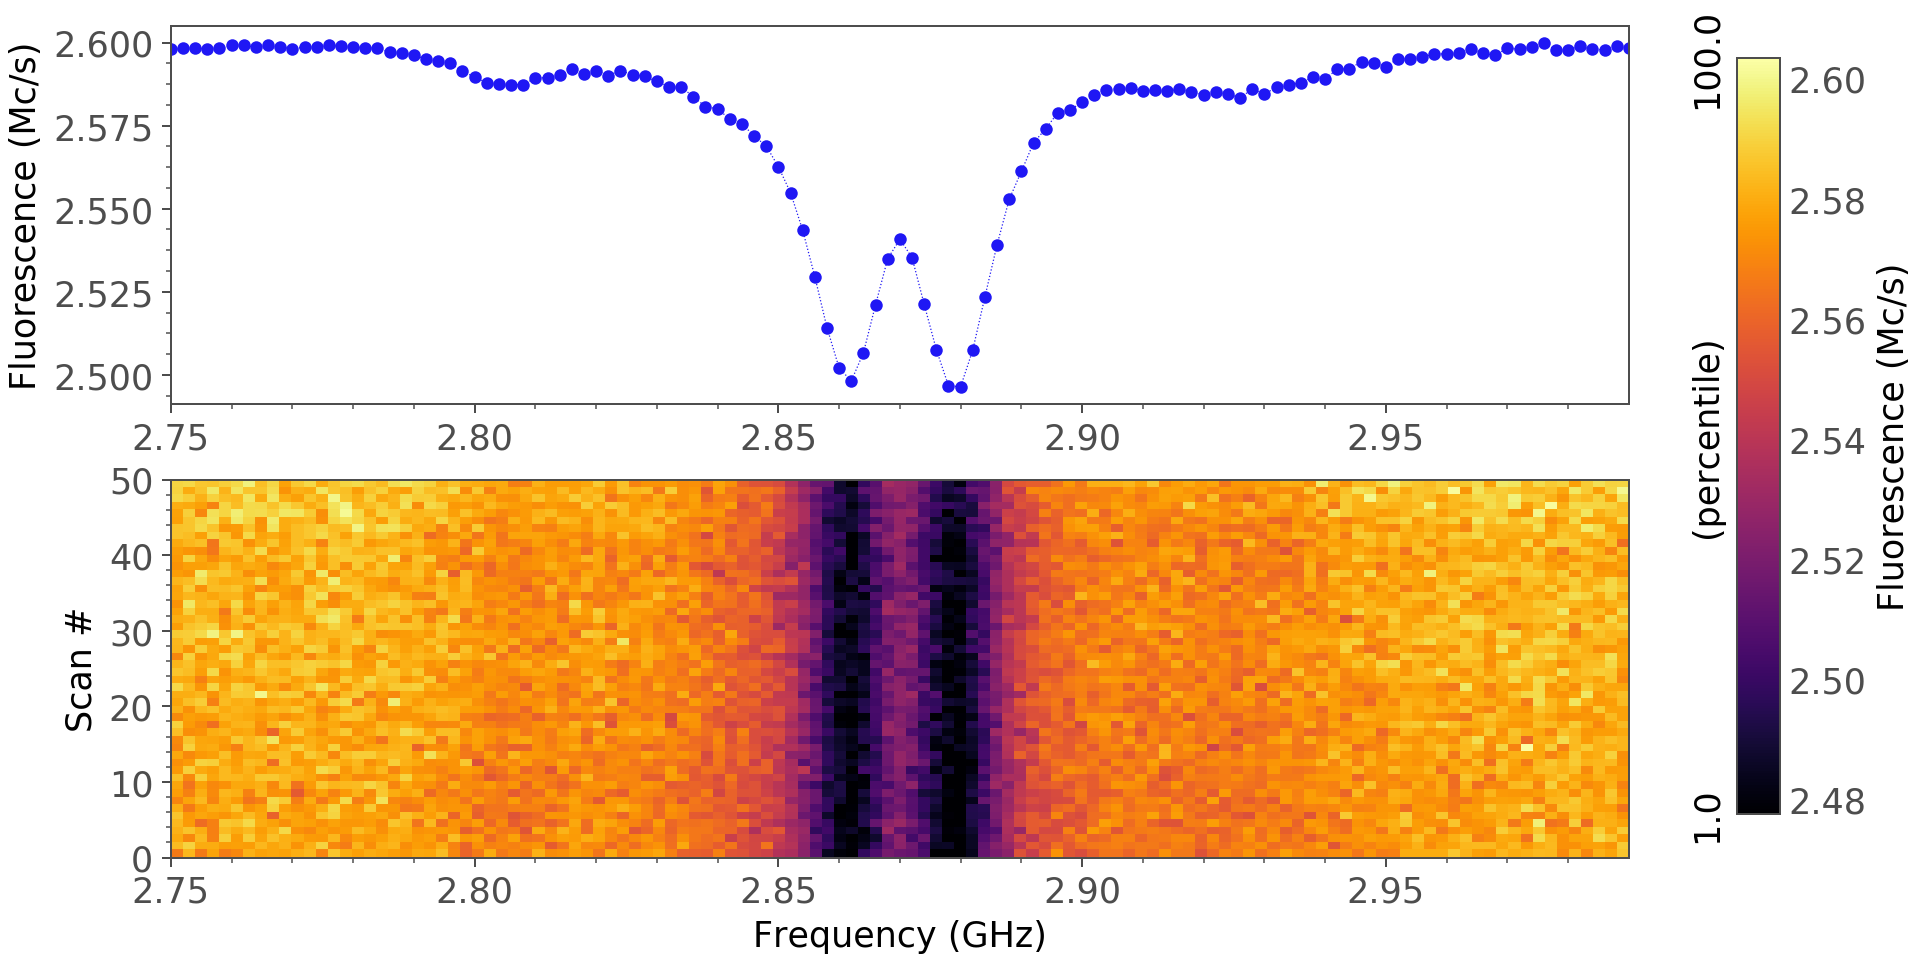 Fluorescence (Mc/s)
2.600
2.575
2.550
2.525
2.500
2.75 2.80 2.85 2.90 2.95
Scan #
50
40
30
20
10
0
2.75 2.80 2.85 2.90 2.95
Frequency (GHz)
100.0
(percentile)
1.0
2.60
2.58
2.56
2.54
2.52
2.50
2.48
Fluorescence (Mc/s)